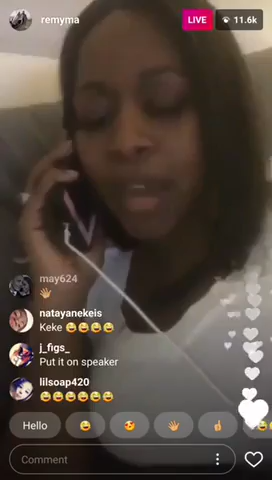 remyma
LIVE
11.6k
may624
👋🏼
natayanekeis
Keke 😂😂😂😂
j_figs_
Put it on speaker
lilsoap420
😂😂😂😂😂😂
Hello
Comment